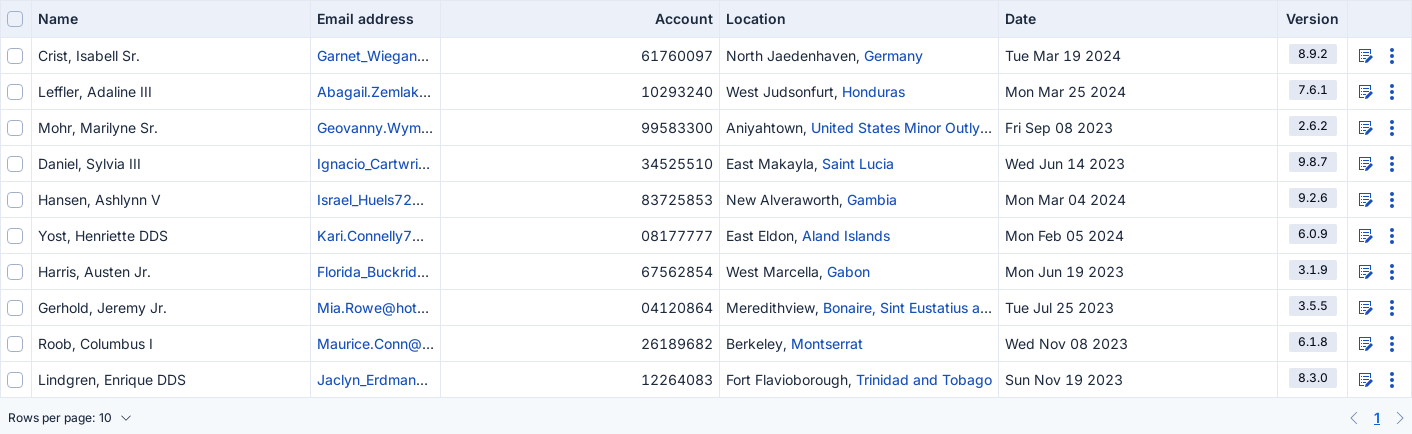 Name Email address Account Location Date Version
Crist, Isabell Sr. Garnet_Wiegan... 61760097 North Jaedenhaven, Germany Tue Mar 19 2024 8.9.2
Leffler, Adaline III Abagail.Zemlak... 10293240 West Judsonfurt, Honduras Mon Mar 25 2024 7.6.1
Mohr, Marilyne Sr. Geovanny.Wym... 99583300 Aniyahtown, United States Minor Outly... Fri Sep 08 2023 2.6.2
Daniel, Sylvia III Ignacio_Cartwri... 34525510 East Makayla, Saint Lucia Wed Jun 14 2023 9.8.7
Hansen, Ashlynn V Israel_Huels72... 83725853 New Alveraworth, Gambia Mon Mar 04 2024 9.2.6
Yost, Henriette DDS Kari.Connelly7... 08177777 East Eldon, Aland Islands Mon Feb 05 2024 6.0.9
Harris, Austen Jr. Florida_Buckrid... 67562854 West Marcella, Gabon Mon Jun 19 2023 3.1.9
Gerhold, Jeremy Jr. Mia.Rowe@hot... 04120864 Meredithview, Bonaire, Sint Eustatius a... Tue Jul 25 2023 3.5.5
Roob, Columbus I Maurice.Conn@... 26189682 Berkeley, Montserrat Wed Nov 08 2023 6.1.8
Lindgren, Enrique DDS Jaclyn_Erdman... 12264083 Fort Flavioborough, Trinidad and Tobago Sun Nov 19 2023 8.3.0
Rows per page: 10 1